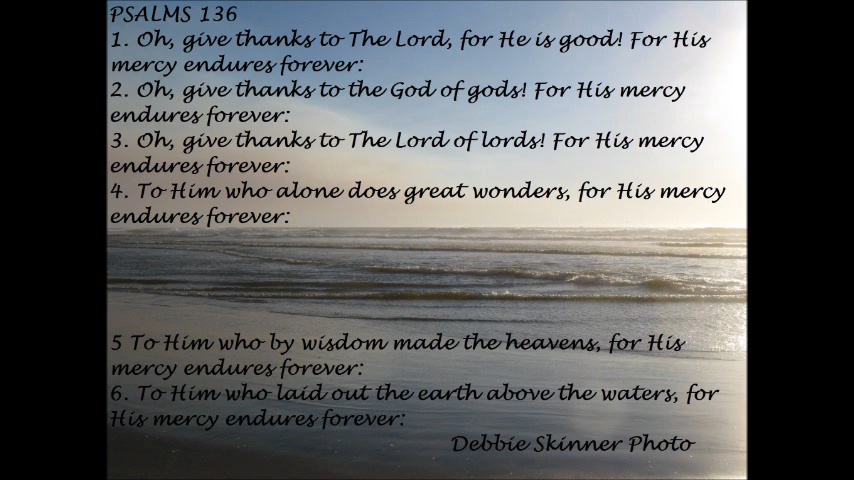 PSALMS 136
1. Oh, give thanks to The Lord, for He is good! For His
mercy endures forever:
2. Oh, give thanks to the God of gods! For His mercy
endures forever:
3. Oh, give thanks to The Lord of lords! For His mercy
endures forever:
4. To Him who alone does great wonders, for His mercy
endures forever:
5 To Him who by wisdom made the heavens, for His
mercy endures forever:
6. To Him who laid out the earth above the waters, for
His mercy endures forever:
Debbie Skinner Photo